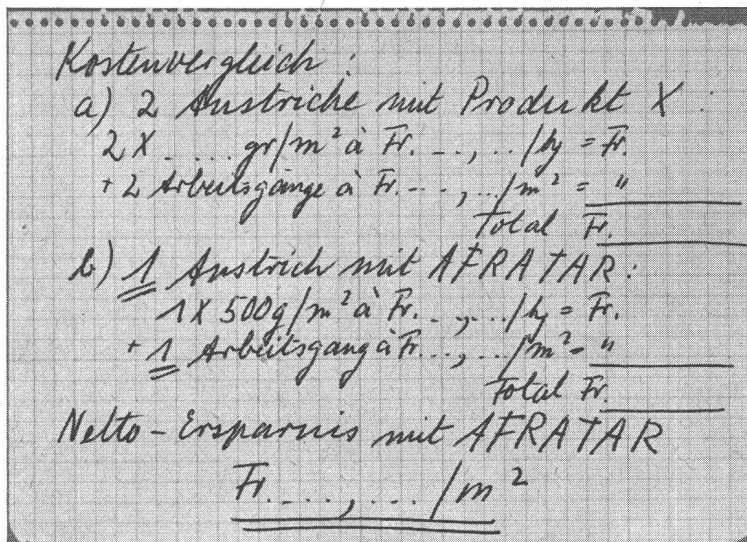 Kostenvergleich:
a) 2 Anstriche mit Produkt X:
2 X .... gr/m² à Fr. ..,../kg = Fr.
+ 2 Arbeitsgänge à Fr. ..,../m² = "
Total Fr.
b) 1 Anstrich mit AFRATAR:
1 X 500g/m² à Fr. ..,../kg = Fr.
+ 1 Arbeitsgang à Fr. ..,../m² = "
Total Fr.
Netto-Ersparnis mit AFRATAR
Fr. ...,.../m²